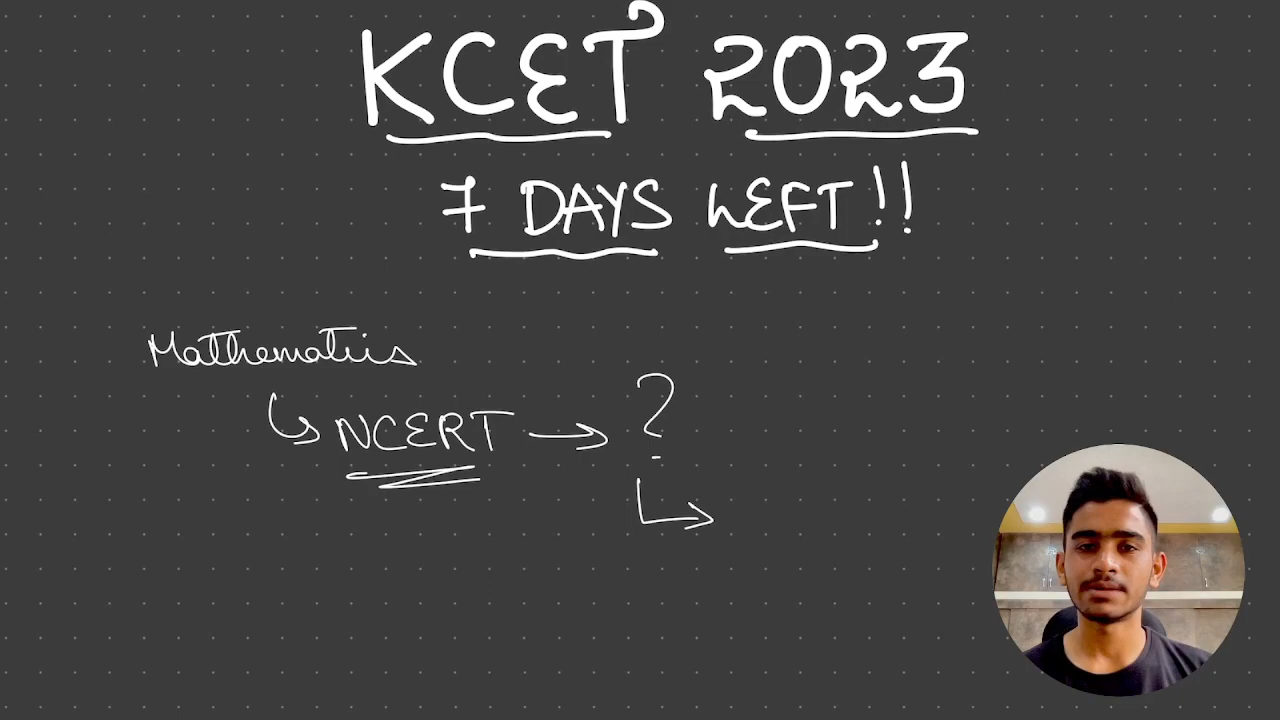 KCET 2023
7 DAYS LEFT!!
Mathematics
↳ NCERT → ?